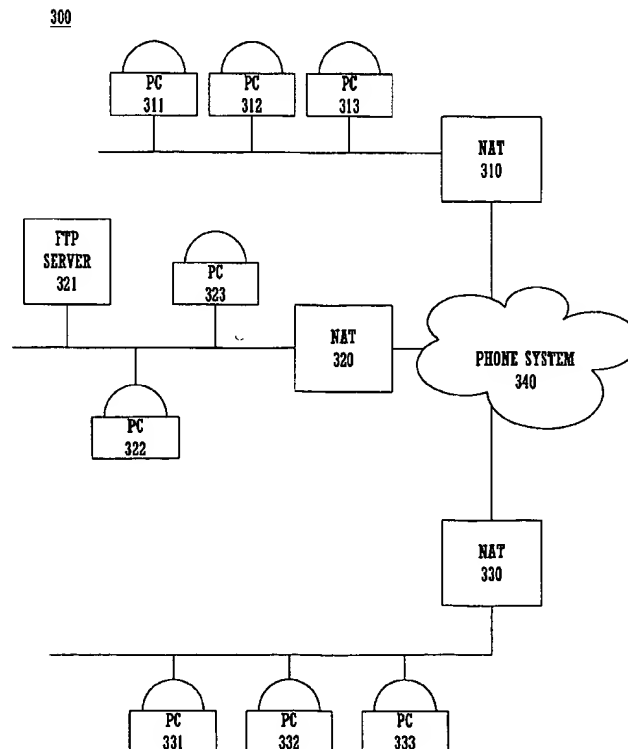 300
PC
311
PC
312
PC
313
NAT
310
FTP
SERVER
321
PC
323
NAT
320
PHONE SYSTEM
340
PC
322
NAT
330
PC
331
PC
332
PC
333